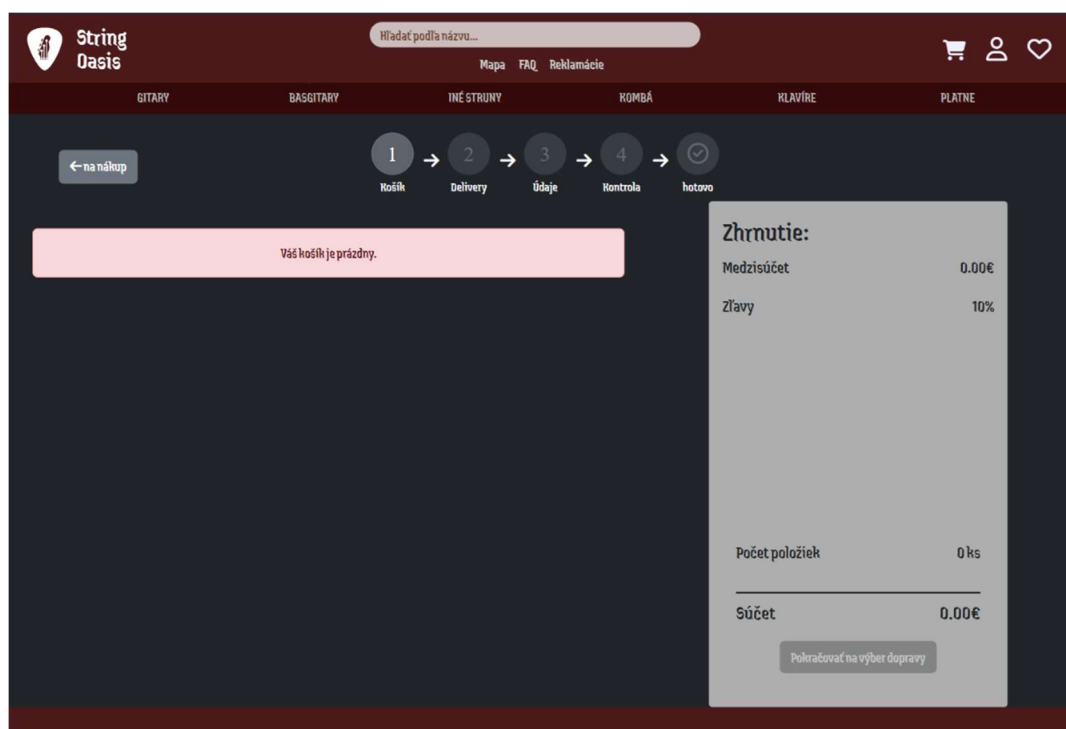 String
Oasis
Hľadať podľa názvu...
Mapa FAQ Reklamácie
GITARY BASGITARY INÉ STRUNY KOMBÁ KLAVÍRE PLATNE
←na nákup
1 → 2 → 3 → 4 →
Košík Delivery Údaje Kontrola hotovo
Váš košík je prázdny.
Zhrnutie:
Medzisúčet 0.00€
Zľavy 10%
Počet položiek 0 ks
Súčet 0.00€
Pokračovať na výber dopravy